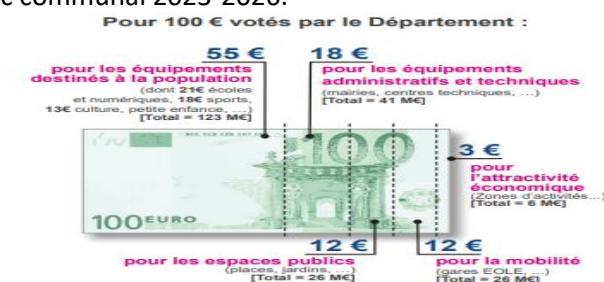 c communal 2023-2026.
Pour 100 € votés par le Département :
55 €
pour les équipements
destinés à la population
(dont 21€ écoles
et numériques, 18€ sports,
13€ culture, petite enfance, ...)
[Total = 123 M€]
18 €
pour les équipements
administratifs et techniques
(mairies, centres techniques, ...)
[Total = 41 M€]
100
3 €
pour
l'attractivité
économique
(Zones d'activités...)
[Total = 6 M€]
100 EURO
12 €
pour les espaces publics
(places, jardins, ...)
[Total = 26 M€]
12 €
pour la mobilité
(gares EOLE, ...)
[Total = 26 M€]